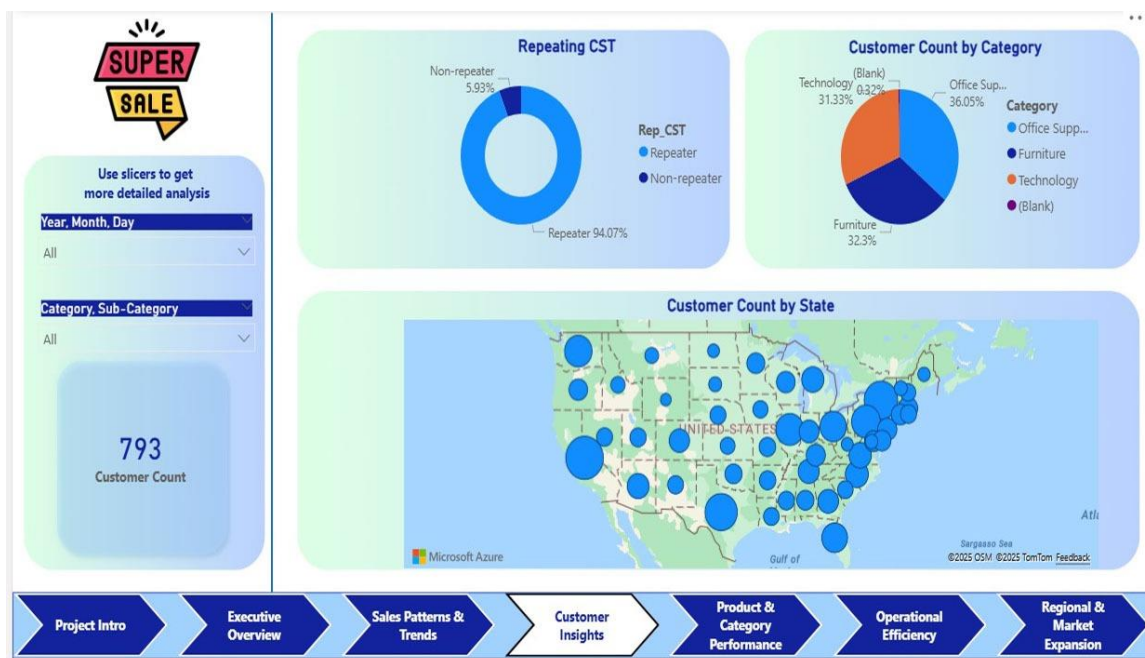 SUPER
SALE
Use slicers to get
more detailed analysis
Year, Month, Day
All
Category, Sub-Category
All
793
Customer Count
Repeating CST
Non-repeater
5.93%
Repeater 94.07%
Rep_CST
Repeater
Non-repeater
Customer Count by Category
(Blank)
0.32%
Technology
31.33%
Office Sup...
36.05%
Furniture
32.3%
Category
Office Supp...
Furniture
Technology
(Blank)
Customer Count by State
UNITED STATES
Gulf of
Sargasso Sea
Microsoft Azure
©2025 OSM ©2025 TomTom Feedback
Project Intro
Executive
Overview
Sales Patterns &
Trends
Customer
Insights
Product &
Category
Performance
Operational
Efficiency
Regional &
Market
Expansion